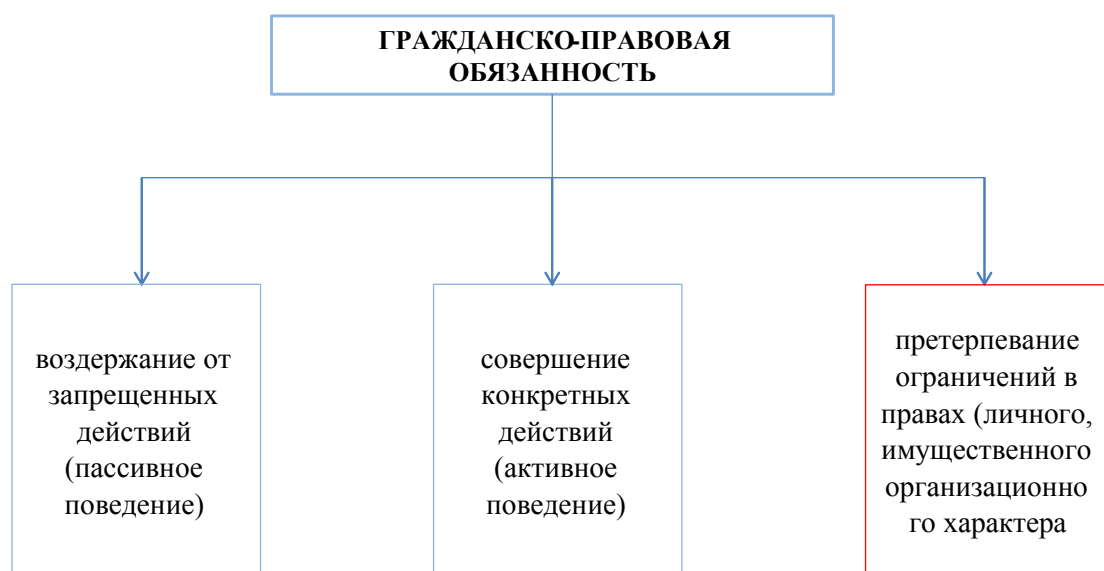 ГРАЖДАНСКО-ПРАВОВАЯ
ОБЯЗАННОСТЬ
воздержание от
запрещенных
действий
(пассивное
поведение)
совершение
конкретных
действий
(активное
поведение)
претерпевание
ограничений в
правах (личного,
имущественного
организационно
го характера